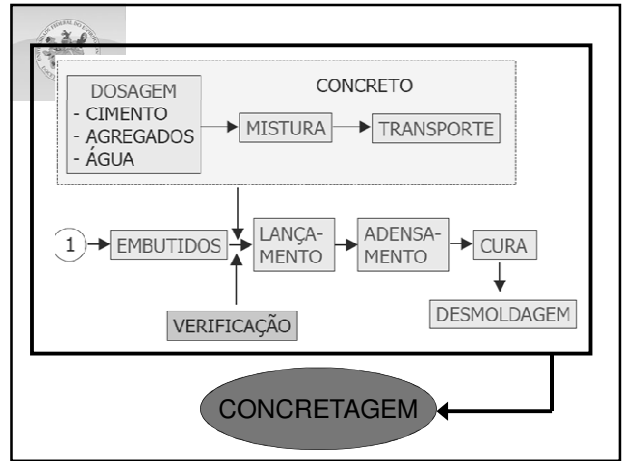 CONCRETO
DOSAGEM
- CIMENTO
- AGREGADOS
- ÁGUA
MISTURA
TRANSPORTE
1
EMBUTIDOS
LANÇA-
MENTO
ADENSA-
MENTO
CURA
VERIFICAÇÃO
DESMOLDAGEM
CONCRETAGEM